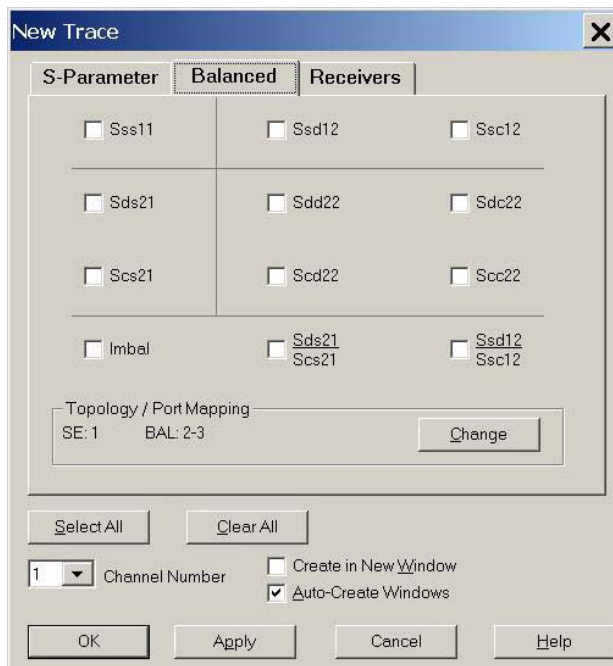 New Trace
S-Parameter Balanced Receivers
Sss11 Ssd12 Ssc12
Sds21 Sdd22 Sdc22
Scs21 Scd22 Scc22
Imbal Sds21 Ssd12
Scs21 Ssc12
Topology / Port Mapping
SE: 1 BAL: 2-3 Change
Select All Clear All
1 Channel Number
Create in New Window
Auto-Create Windows
OK Apply Cancel Help